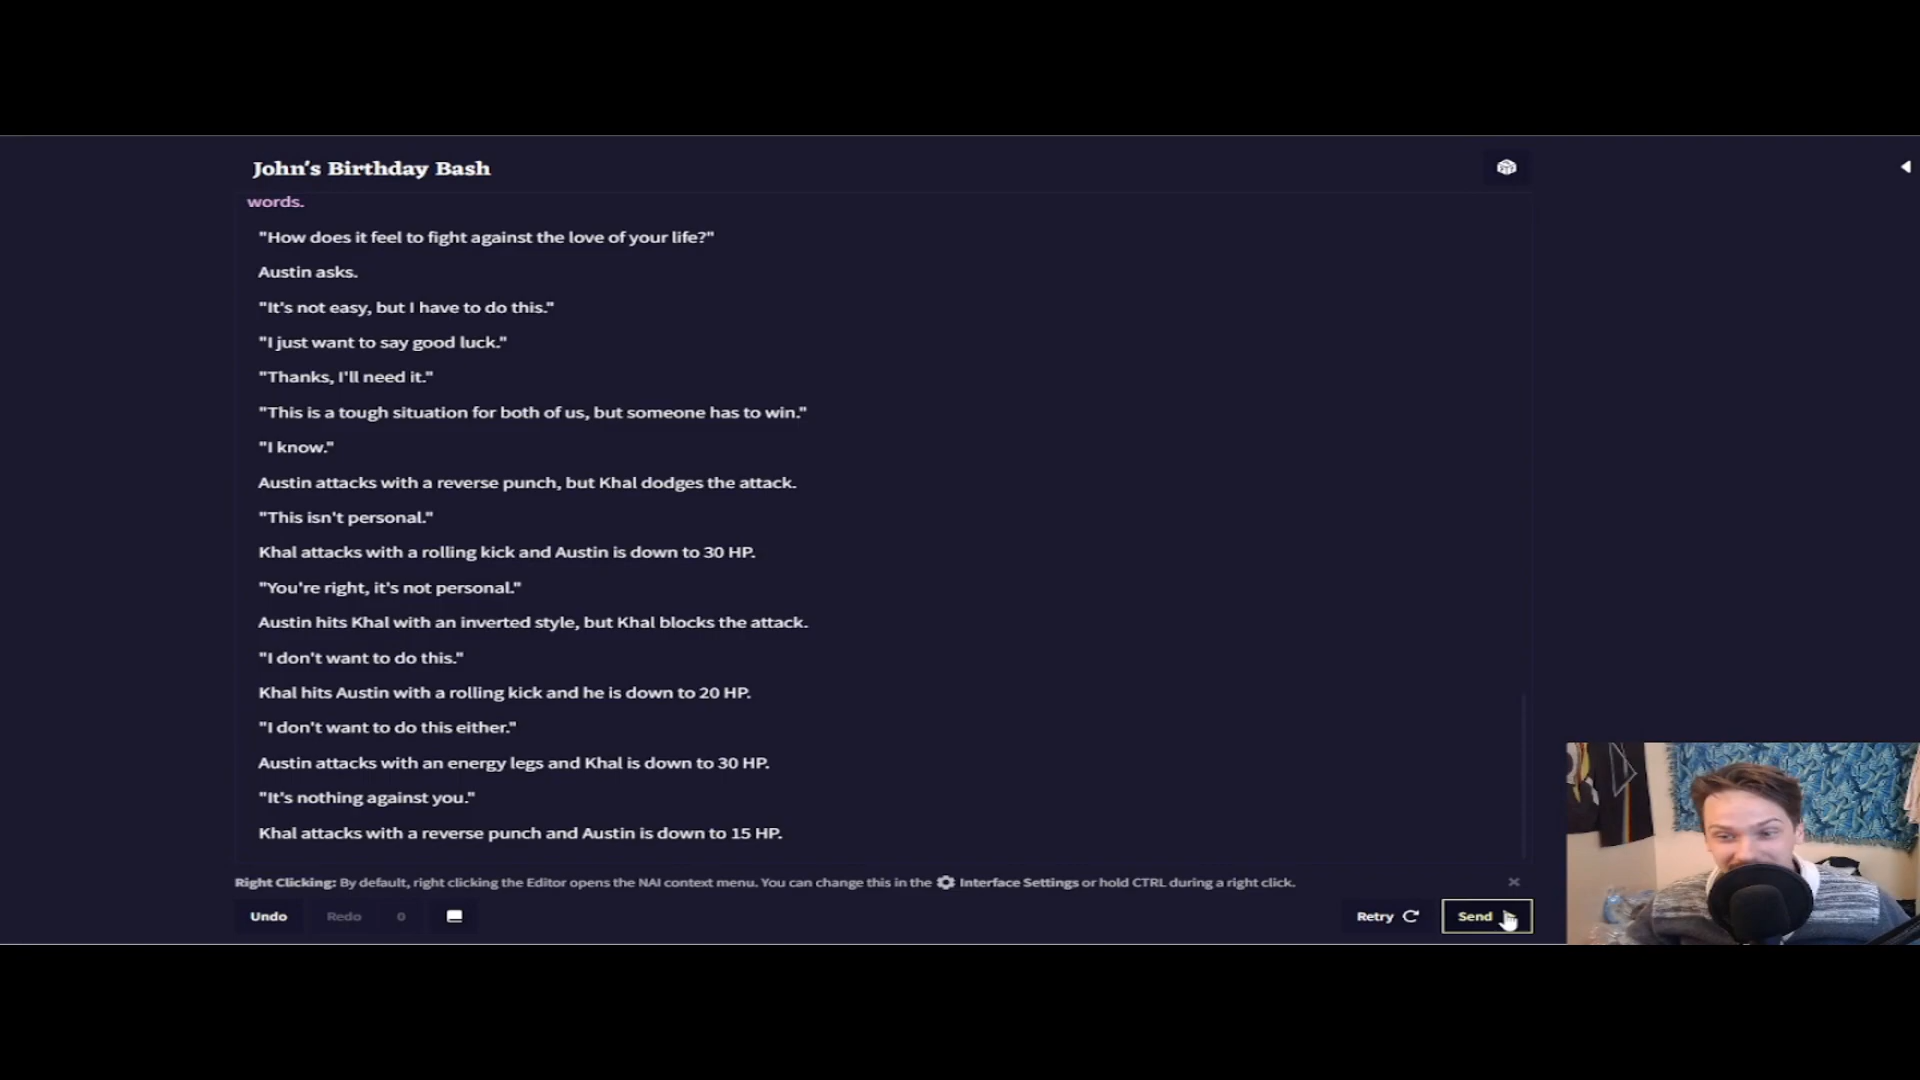 John's Birthday Bash
words.
"How does it feel to fight against the love of your life?"
Austin asks.
"It's not easy, but I have to do this."
"I just want to say good luck."
"Thanks, I'll need it."
"This is a tough situation for both of us, but someone has to win."
"I know."
Austin attacks with a reverse punch, but Khal dodges the attack.
"This isn't personal."
Khal attacks with a rolling kick and Austin is down to 30 HP.
"You're right, it's not personal."
Austin hits Khal with an inverted style, but Khal blocks the attack.
"I don't want to do this."
Khal hits Austin with a rolling kick and he is down to 20 HP.
"I don't want to do this either."
Austin attacks with an energy legs and Khal is down to 30 HP.
"It's nothing against you."
Khal attacks with a reverse punch and Austin is down to 15 HP.
Right Clicking: By default, right clicking the Editor opens the NAI context menu. You can change this in the Interface Settings or hold CTRL during a right click.
Undo Redo 0 Retry Send